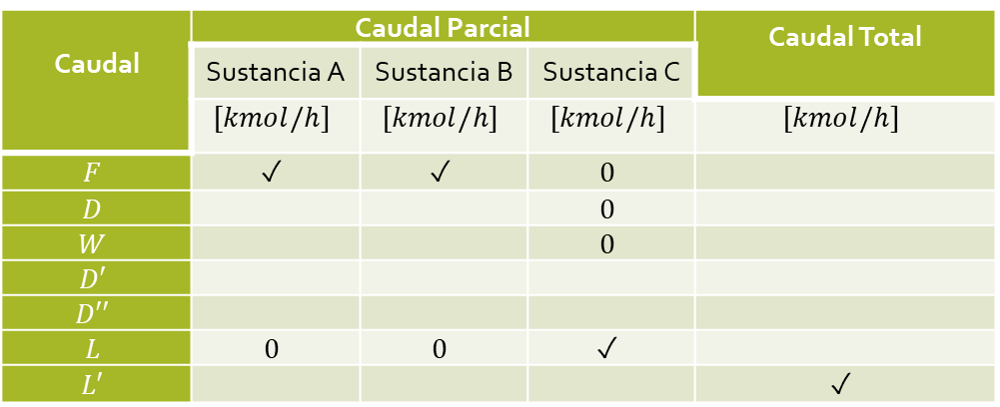 Caudal Parcial
Caudal Total
Caudal
Sustancia A Sustancia B Sustancia C
[kmol/h] [kmol/h] [kmol/h] [kmol/h]
F ✓ ✓ 0
D 0
W 0
D′
D′′
L 0 0 ✓
L′ ✓